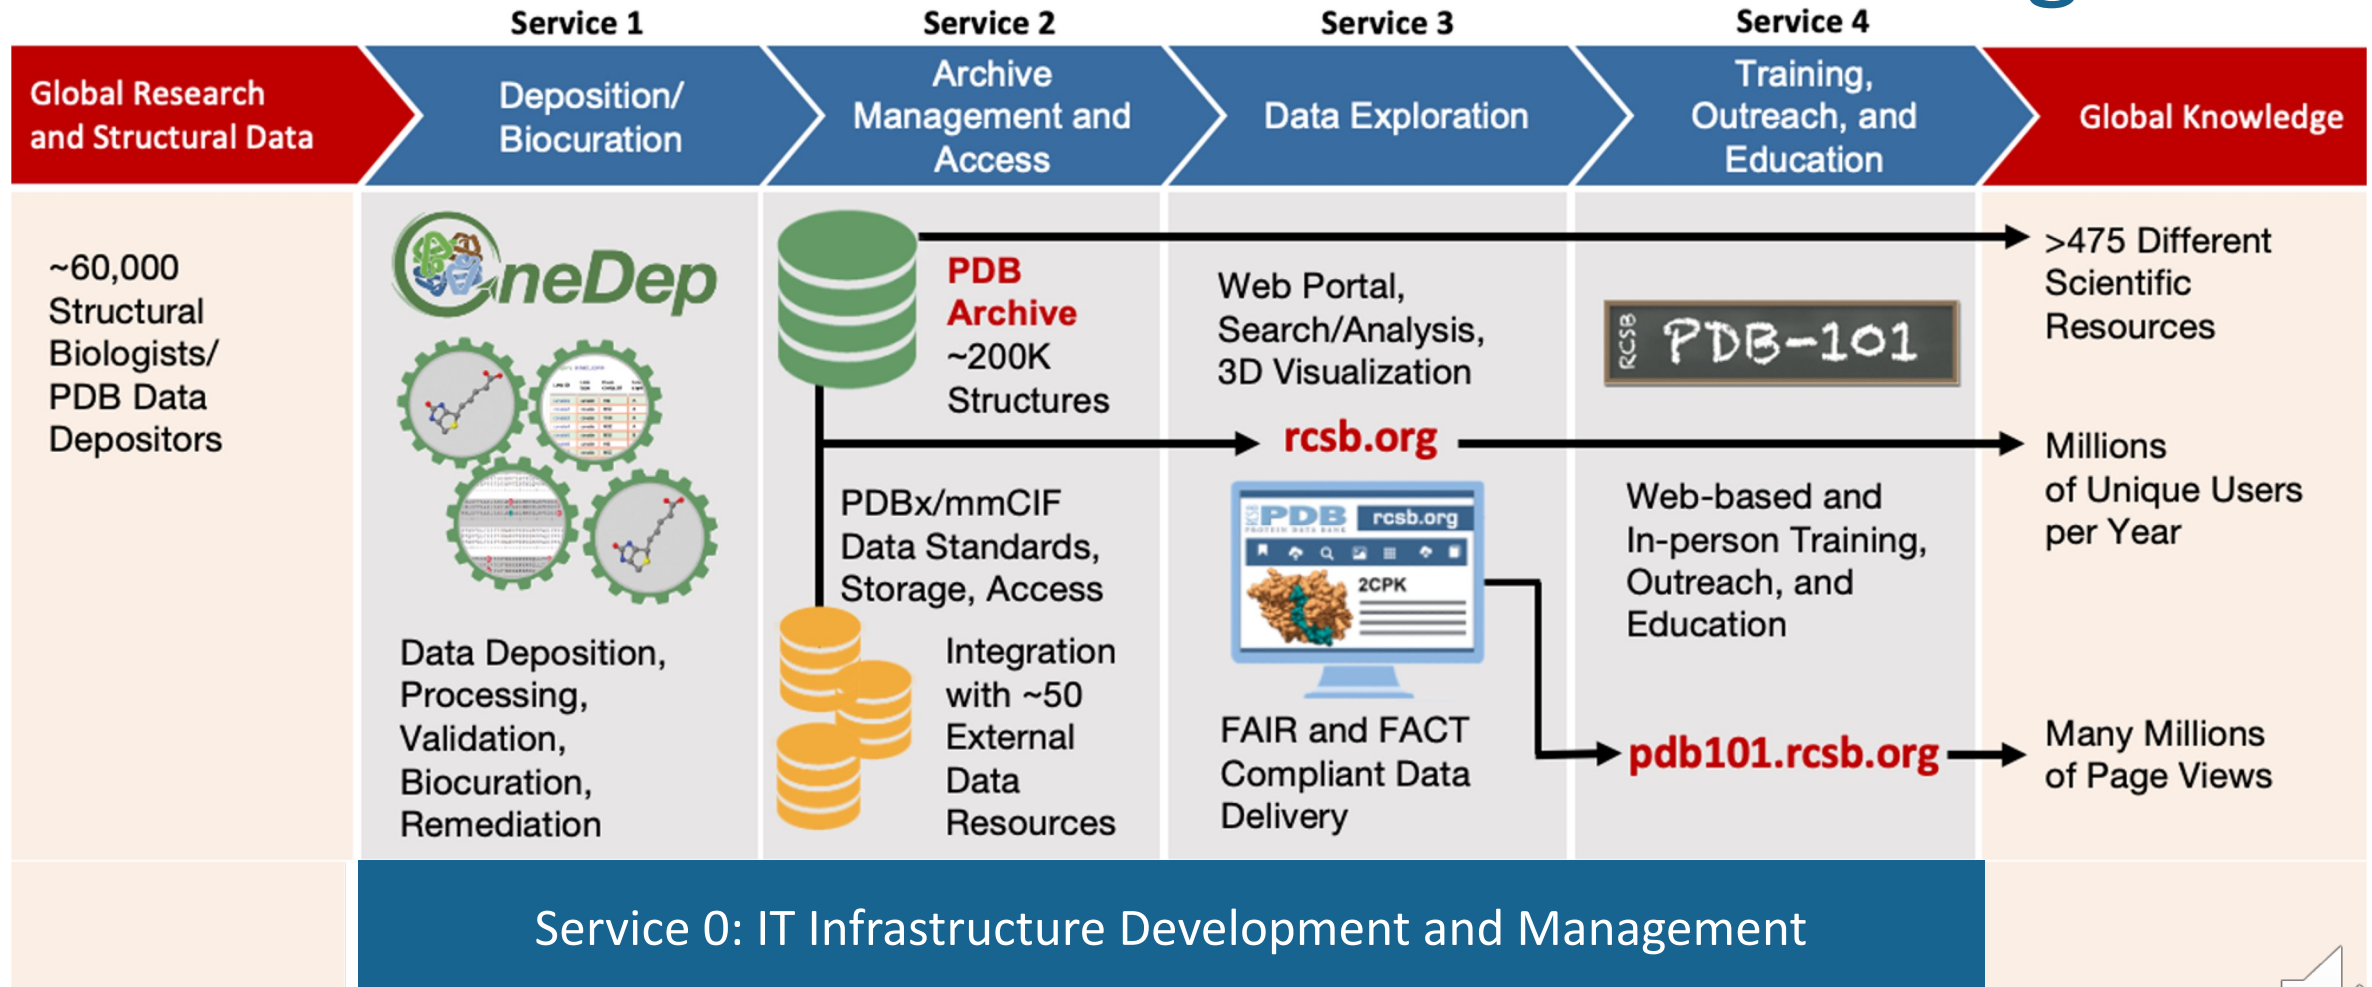 Service 1
Service 2
Service 3
Service 4
Global Research
and Structural Data
Deposition/
Biocuration
Archive
Management and
Access
Data Exploration
Training,
Outreach, and
Education
Global Knowledge
~60,000
Structural
Biologists/
PDB Data
Depositors
OneDep
Data Deposition,
Processing,
Validation,
Biocuration,
Remediation
PDB
Archive
~200K
Structures
PDBx/mmCIF
Data Standards,
Storage, Access
Integration
with ~50
External
Data
Resources
Web Portal,
Search/Analysis,
3D Visualization
rcsb.org
RCSB
PDB
PROTEIN DATA BANK
rcsb.org
2CPK
FAIR and FACT
Compliant Data
Delivery
RCSB
PDB-101
Web-based and
In-person Training,
Outreach, and
Education
pdb101.rcsb.org
>475 Different
Scientific
Resources
Millions
of Unique Users
per Year
Many Millions
of Page Views
Service 0: IT Infrastructure Development and Management